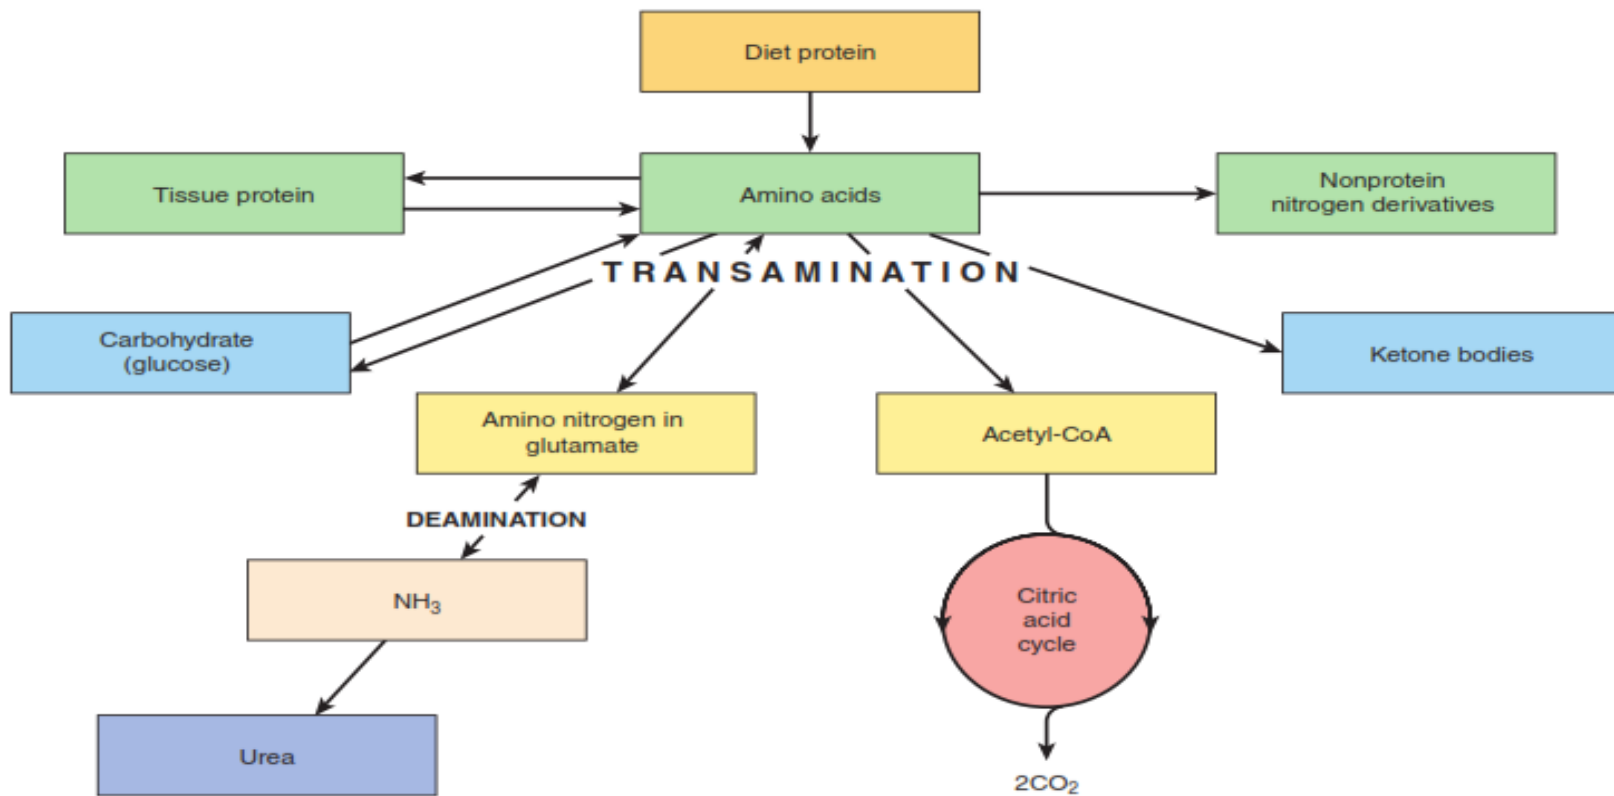 Diet protein
Tissue protein
Amino acids
Nonprotein
nitrogen derivatives
TRANSAMINATION
Carbohydrate
(glucose)
Ketone bodies
Amino nitrogen in
glutamate
Acetyl-CoA
DEAMINATION
NH₃
Citric
acid
cycle
Urea
2CO₂